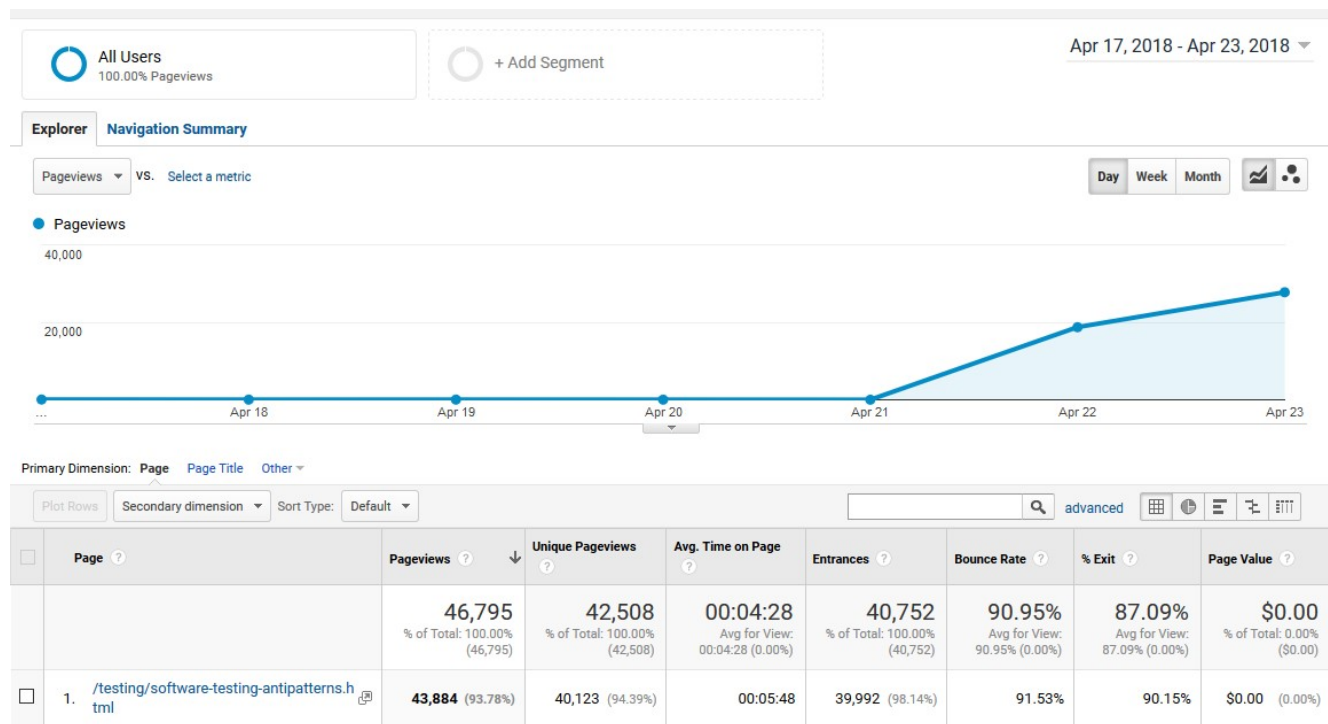 All Users
100.00% Pageviews
+ Add Segment
Apr 17, 2018 - Apr 23, 2018
Explorer
Navigation Summary
Pageviews
VS.
Select a metric
Day
Week
Month
Pageviews
40,000
20,000
...
Apr 18
Apr 19
Apr 20
Apr 21
Apr 22
Apr 23
Primary Dimension:
Page
Page Title
Other
Plot Rows
Secondary dimension
Sort Type:
Default
advanced
Page ?
Pageviews ?
Unique Pageviews
?
Avg. Time on Page
?
Entrances ?
Bounce Rate ?
% Exit ?
Page Value ?
46,795
% of Total: 100.00%
(46,795)
42,508
% of Total: 100.00%
(42,508)
00:04:28
Avg for View:
00:04:28 (0.00%)
40,752
% of Total: 100.00%
(40,752)
90.95%
Avg for View:
90.95% (0.00%)
87.09%
Avg for View:
87.09% (0.00%)
$0.00
% of Total: 0.00%
($0.00)
1.
/testing/software-testing-antipatterns.h
tml
43,884 (93.78%)
40,123 (94.39%)
00:05:48
39,992 (98.14%)
91.53%
90.15%
$0.00 (0.00%)